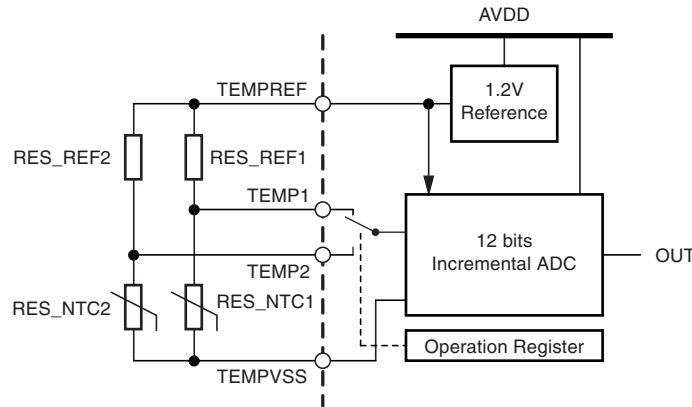 AVDD
TEMPREF
1.2V
Reference
RES_REF2
RES_REF1
TEMP1
12 bits
Incremental ADC
OUT
TEMP2
RES_NTC2
RES_NTC1
Operation Register
TEMPVSS